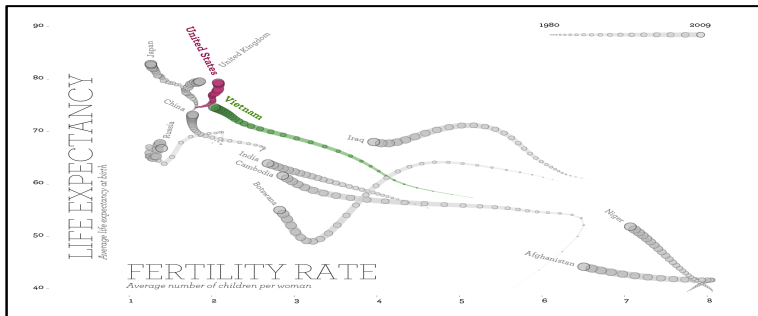 90
80
70
60
50
40
LIFE EXPECTANCY
Average life expectancy at birth
1980
2009
Japan
United States
United Kingdom
China
Vietnam
Russia
Iraq
India
Cambodia
Botswana
Niger
Afghanistan
FERTILITY RATE
Average number of children per woman
1
2
3
4
5
6
7
8